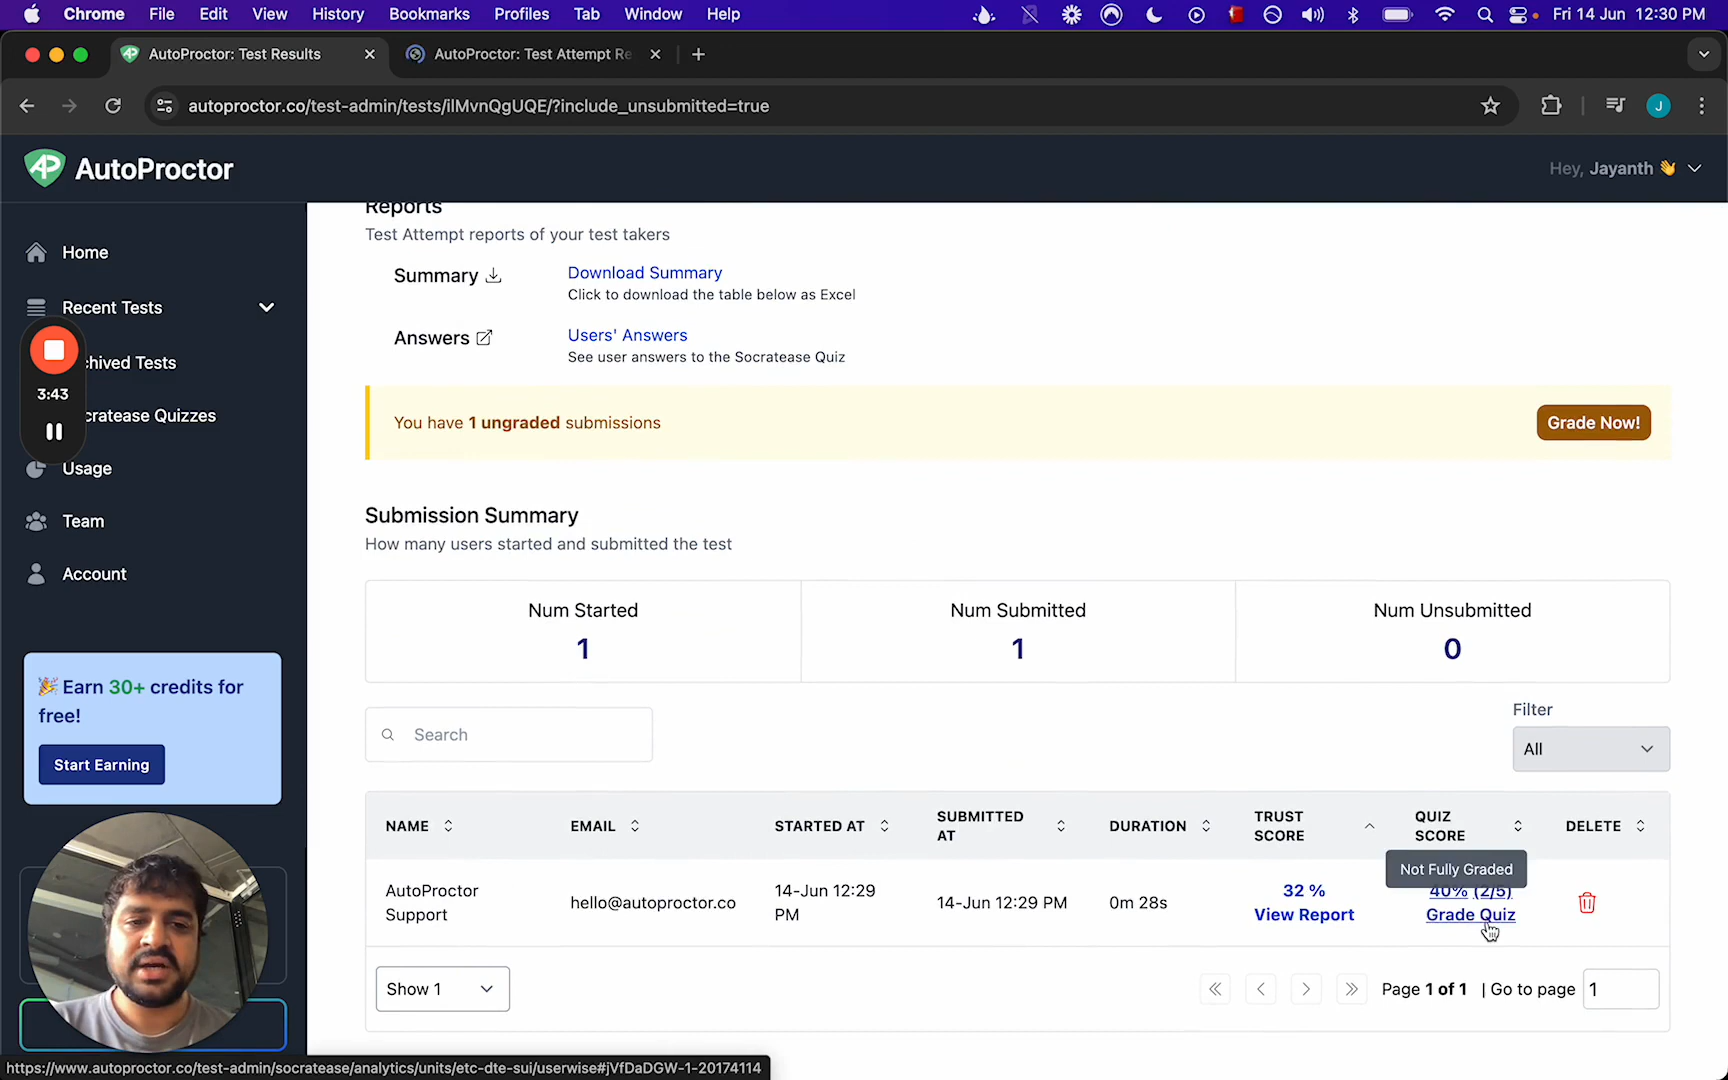 Chrome File Edit View History Bookmarks Profiles Tab Window Help Fri 14 Jun 12:30 PM
AutoProctor: Test Results
AutoProctor: Test Attempt Re
autoproctor.co/test-admin/tests/ilMvnQgUQE/?include_unsubmitted=true
J
AP AutoProctor
Hey, Jayanth 👋
Home
Recent Tests
chived Tests
cratease Quizzes
Usage
Team
Account
3:43
🎉 Earn 30+ credits for
free!
Start Earning
Reports
Test Attempt reports of your test takers
Summary
Download Summary
Click to download the table below as Excel
Answers
Users' Answers
See user answers to the Socratease Quiz
You have 1 ungraded submissions
Grade Now!
Submission Summary
How many users started and submitted the test
Num Started
1
Num Submitted
1
Num Unsubmitted
0
Search
Filter
All
NAME EMAIL STARTED AT SUBMITTED AT DURATION TRUST SCORE QUIZ SCORE DELETE
Not Fully Graded
AutoProctor Support
hello@autoproctor.co
14-Jun 12:29 PM
14-Jun 12:29 PM
0m 28s
32 %
View Report
40% (2/5)
Grade Quiz
Show 1
Page 1 of 1 | Go to page 1
https://www.autoproctor.co/test-admin/socratease/analytics/units/etc-dte-sui/userwise#jVfDaDGW-1-20174114